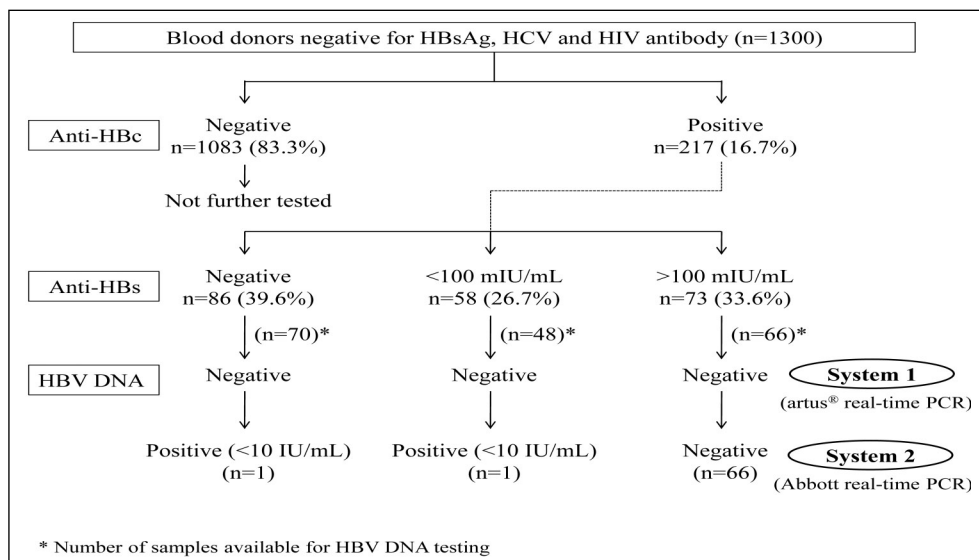 Blood donors negative for HBsAg, HCV and HIV antibody (n=1300)
Anti-HBc
Negative
n=1083 (83.3%)
Positive
n=217 (16.7%)
Not further tested
Anti-HBs
Negative
n=86 (39.6%)
<100 mIU/mL
n=58 (26.7%)
>100 mIU/mL
n=73 (33.6%)
(n=70)*
(n=48)*
(n=66)*
HBV DNA
Negative
Negative
Negative
System 1
(artus® real-time PCR)
Positive (<10 IU/mL)
(n=1)
Positive (<10 IU/mL)
(n=1)
Negative
(n=66)
System 2
(Abbott real-time PCR)
* Number of samples available for HBV DNA testing